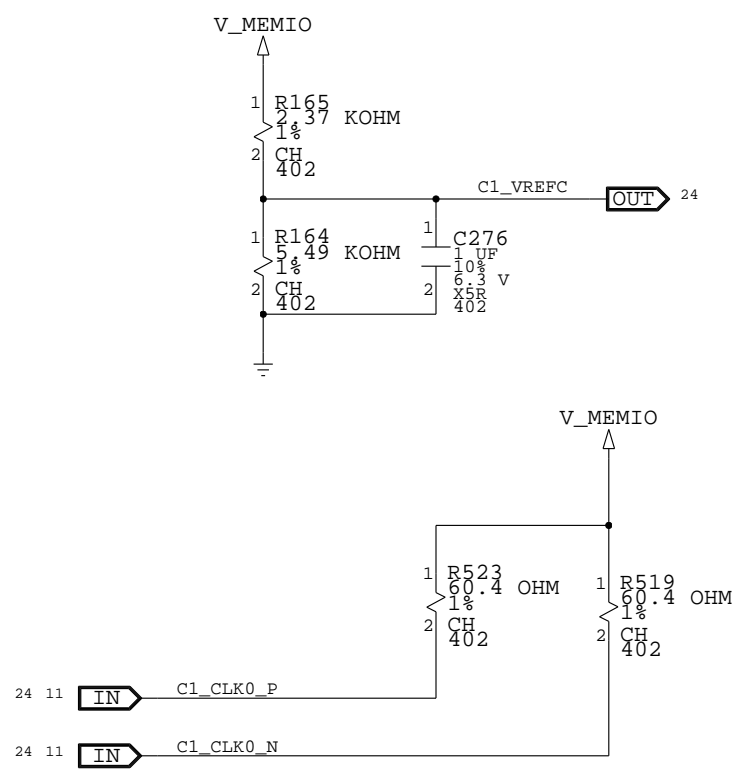 V_MEMIO
1 R165
2.37 KOHM
1%
2 CH
402
C1_VREFC
OUT 24
1 R164
5.49 KOHM
1%
2 CH
402
1 C276
1 UF
10%
6.3 V
2 X5R
402
V_MEMIO
1 R523
60.4 OHM
1%
2 CH
402
1 R519
60.4 OHM
1%
2 CH
402
24 11 IN C1_CLK0_P
24 11 IN C1_CLK0_N